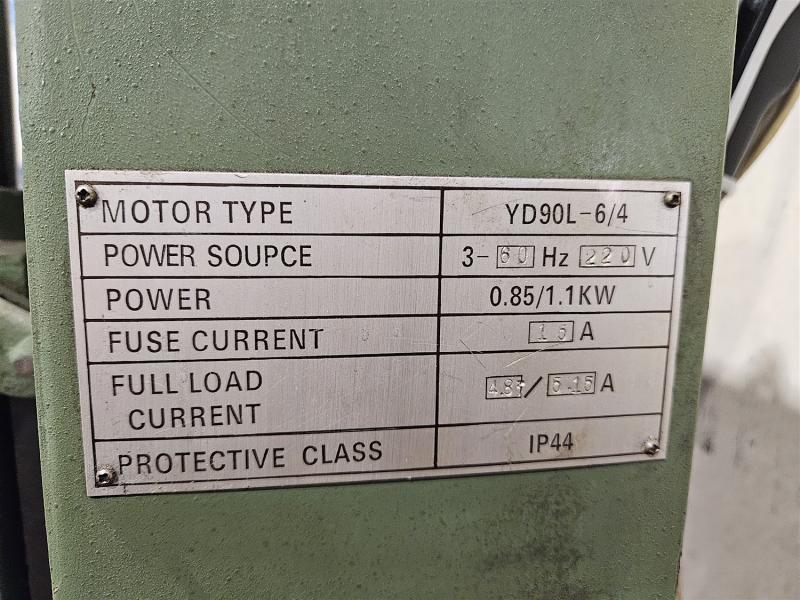 MOTOR TYPE YD90L-6/4
POWER SOUPCE 3- 60 Hz 220 V
POWER 0.85/1.1KW
FUSE CURRENT 15 A
FULL LOAD
CURRENT / 5.15 A
PROTECTIVE CLASS IP44